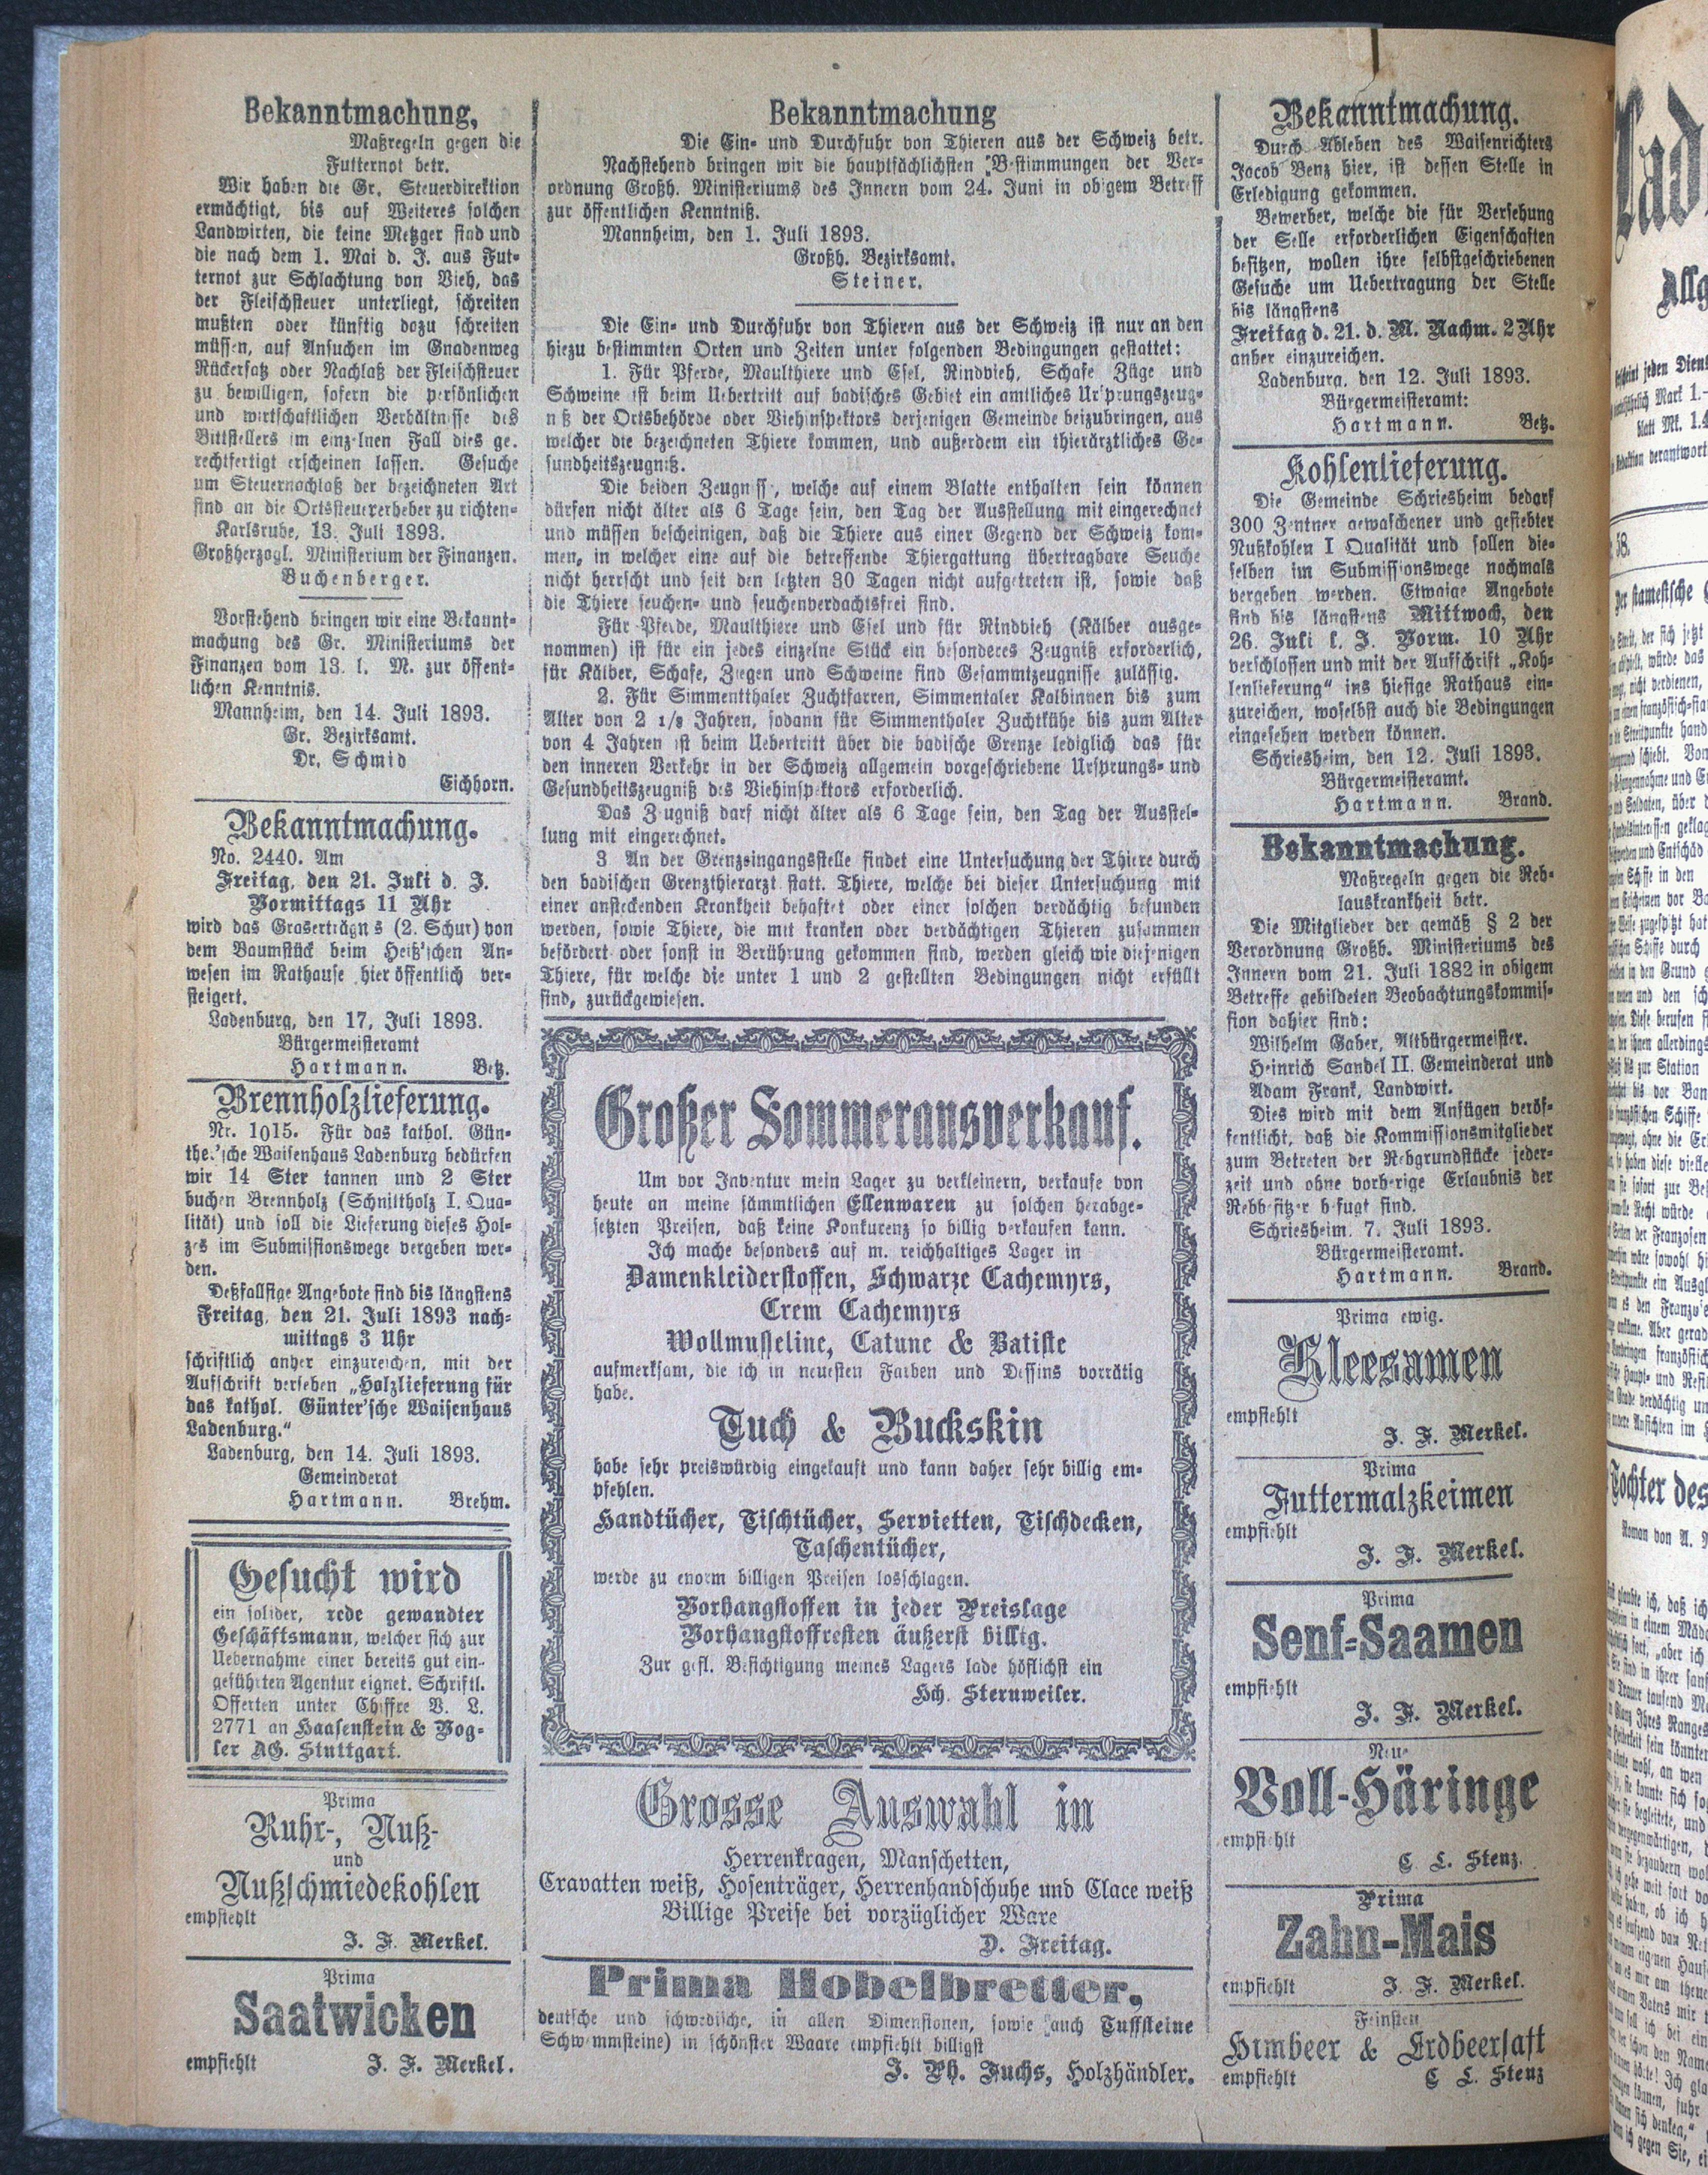 Bekanntmachung,
Maßregeln gegen die
Futternot betr.
Wir haben die Gr. Steuerdirektion
ermächtigt, bis auf Weiteres solchen
Landwirten, die keine Metzger sind und
die nach dem 1. Mai d. J. aus Fut-
ternot zur Schlachtung von Vieh, das
der Fleischsteuer unterliegt, schreiten
mußten oder künftig dazu schreiten
müssen, auf Ansuchen im Gnadenweg
Rückersatz oder Nachlaß der Fleischsteuer
zu bewilligen, sofern die persönlichen
und wirtschaftlichen Verhältnisse des
Bittstellers im einzelnen Fall dies ge.
rechtfertigt erscheinen lassen. Gesuche
um Steuernachlaß der bezeichneten Art
sind an die Ortssteuererheber zu richten-
Karlsruhe, 13. Juli 1893.
Großherzogl. Ministerium der Finanzen.
Buchenberger.
Vorstehend bringen wir eine Bekannt-
machung des Gr. Ministeriums der
Finanzen vom 13. l. M. zur öffent-
lichen Kenntnis.
Mannheim, den 14. Juli 1893.
Gr. Bezirksamt.
Dr. Schmid
Eichhorn.
Bekanntmachung.
No. 2440. Am
Freitag, den 21. Juli d. J.
Vormittags 11 Uhr
wird das Graserträgnis (2. Schur) von
dem Baumstück beim Heiß'schen An-
wesen im Rathause hier öffentlich ver-
steigert.
Ladenburg, den 17. Juli 1893.
Bürgermeisteramt
Hartmann. Betz.
Brennholzlieferung.
Nr. 1015. Für das kathol. Gün-
ther'sche Waisenhaus Ladenburg bedürfen
wir 14 Ster tannen und 2 Ster
buchen Brennholz (Schnittholz I. Qua-
lität) und soll die Lieferung dieses Hol-
zes im Submissionswege vergeben wer-
den.
Deßfallsige Angebote sind bis längstens
Freitag, den 21. Juli 1893 nach-
mittags 3 Uhr
schriftlich anher einzureichen, mit der
Aufschrift versehen „Holzlieferung für
das kathol. Günter'sche Waisenhaus
Ladenburg.“
Ladenburg, den 14. Juli 1893.
Gemeinderat
Hartmann. Brehm.
Gesucht wird
ein solider, rede gewandter
Geschäftsmann, welcher sich zur
Uebernahme einer bereits gut ein-
geführten Agentur eignet. Schriftl.
Offerten unter Chiffre V. L.
2771 an Haasenstein & Vog-
ler AG. Stuttgart.
Prima
Ruhr-, Nuß-
und
Nußschmiedekohlen
empfiehlt
J. F. Merkel.
Prima
Saatwicken
empfiehlt J. F. Merkel.
Bekanntmachung
Die Ein- und Durchfuhr von Thieren aus der Schweiz betr.
Nachstehend bringen wir die hauptsächlichsten Bestimmungen der Ver-
ordnung Großh. Ministeriums des Innern vom 24. Juni in obigem Betreff
zur öffentlichen Kenntniß.
Mannheim, den 1. Juli 1893.
Großh. Bezirksamt.
Steiner.
Die Ein- und Durchfuhr von Thieren aus der Schweiz ist nur an den
hiezu bestimmten Orten und Zeiten unter folgenden Bedingungen gestattet:
1. Für Pferde, Maulthiere und Esel, Rindvieh, Schafe Züge und
Schweine ist beim Uebertritt auf badisches Gebiet ein amtliches Ursprungszeug-
niß der Ortsbehörde oder Viehinspektors derjenigen Gemeinde beizubringen, aus
welcher die bezeichneten Thiere kommen, und außerdem ein thierärztliches Ge-
sundheitszeugniß.
Die beiden Zeugnisse, welche auf einem Blatte enthalten sein können
dürfen nicht älter als 6 Tage sein, den Tag der Ausstellung mit eingerechnet
und müssen bescheinigen, daß die Thiere aus einer Gegend der Schweiz kom-
men, in welcher eine auf die betreffende Thiergattung übertragbare Seuche
nicht herrscht und seit den letzten 30 Tagen nicht aufgetreten ist, sowie daß
die Thiere seuchen- und seuchenverdachtsfrei sind.
Für Pferde, Maulthiere und Esel und für Rindvieh (Kälber ausge-
nommen) ist für ein jedes einzelne Stück ein besonderes Zeugniß erforderlich,
für Kälber, Schafe, Ziegen und Schweine sind Gesammtzeugnisse zulässig.
2. Für Simmentthaler Zuchtfarren, Simmentaler Kalbinnen bis zum
Alter von 2 1/2 Jahren, sodann für Simmenthaler Zuchtkühe bis zum Alter
von 4 Jahren ist beim Uebertritt über die badische Grenze lediglich das für
den inneren Verkehr in der Schweiz allgemein vorgeschriebene Ursprungs- und
Gesundheitszeugniß des Viehinspektors erforderlich.
Das Zeugniß darf nicht älter als 6 Tage sein, den Tag der Ausstel-
lung mit eingerechnet.
3 An der Grenzeingangsstelle findet eine Untersuchung der Thiere durch
den badischen Grenzthierarzt statt. Thiere, welche bei dieser Untersuchung mit
einer ansteckenden Krankheit behaftet oder einer solchen verdächtig befunden
werden, sowie Thiere, die mit kranken oder verdächtigen Thieren zusammen
befördert oder sonst in Berührung gekommen sind, werden gleich wie diejenigen
Thiere, für welche die unter 1 und 2 gestellten Bedingungen nicht erfüllt
sind, zurückgewiesen.
Großer Sommerausverkauf.
Um vor Inventur mein Lager zu verkleinern, verkaufe von
heute an meine sämmtlichen Ellenwaren zu solchen herabge-
setzten Preisen, daß keine Konkurenz so billig verkaufen kann.
Ich mache besonders auf m. reichhaltiges Lager in
Damenkleiderstoffen, Schwarze Cachemyrs,
Crem Cachemyrs
Wollmusseline, Catune & Batiste
aufmerksam, die ich in neuesten Farben und Dessins vorrätig
habe.
Tuch & Buckskin
habe sehr preiswürdig eingekauft und kann daher sehr billig em-
pfehlen.
Handtücher, Tischtücher, Servietten, Tischdecken,
Taschentücher,
werde zu enorm billigen Preisen losschlagen.
Vorhangstoffen in jeder Preislage
Vorhangstoffresten äußerst billig.
Zur gefl. Besichtigung meines Lagers lade höflichst ein
Hch. Sternweiler.
Grosse Auswahl in
Herrenkragen, Manschetten,
Cravatten weiß, Hosenträger, Herrenhandschuhe und Clace weiß
Billige Preise bei vorzüglicher Ware
D. Freitag.
Prima Hobelbretter,
deutsche und schwedische, in allen Dimensionen, sowie auch Tuffsteine
Schwemmsteine) in schönster Waare empfiehlt billigst
J. Ph. Fuchs, Holzhändler.
Bekanntmachung.
Durch Ableben des Waisenrichters
Jacob Benz hier, ist dessen Stelle in
Erledigung gekommen.
Bewerber, welche die für Versehung
der Selle erforderlichen Eigenschaften
besitzen, wollen ihre selbstgeschriebenen
Gesuche um Uebertragung der Stelle
bis längstens
Freitag d. 21. d. M. Nachm. 2 Uhr
anher einzureichen.
Ladenburg, den 12. Juli 1893.
Bürgermeisteramt:
Hartmann. Betz.
Kohlenlieferung.
Die Gemeinde Schriesheim bedarf
300 Zentner gewaschener und gesiebter
Nußkohlen I Qualität und sollen die-
selben im Submissionswege nochmals
vergeben werden. Etwaige Angebote
sind bis längstens Mittwoch, den
26. Juli l. J. Vorm. 10 Uhr
verschlossen und mit der Aufschrift „Koh-
lenlieferung“ ins hiesige Rathaus ein-
zureichen, woselbst auch die Bedingungen
eingesehen werden können.
Schriesheim, den 12. Juli 1893.
Bürgermeisteramt.
Hartmann. Brand.
Bekanntmachung.
Maßregeln gegen die Reb-
lauskrankheit betr.
Die Mitglieder der gemäß § 2 der
Verordnung Großh. Ministeriums des
Innern vom 21. Juli 1882 in obigem
Betreffe gebildeten Beobachtungskommis-
sion dahier sind:
Wilhelm Gaber, Altbürgermeister.
Heinrich Sandel II. Gemeinderat und
Adam Frank, Landwirt.
Dies wird mit dem Anfügen veröf-
fentlicht, daß die Kommissionsmitglieder
zum Betreten der Rebgrundstücke jeder-
zeit und ohne vorherige Erlaubnis der
Rebbesitzer befugt sind.
Schriesheim, 7. Juli 1893.
Bürgermeisteramt.
Hartmann. Brand.
Prima ewig.
Kleesamen
empfiehlt
J. F. Merkel.
Prima
Futtermalzkeimen
empfiehlt
J. F. Merkel.
Prima
Senf-Saamen
empfiehlt
J. F. Merkel.
Neu-
Voll-Häringe
empfiehlt
C. L. Stenz.
Prima
Zahn-Mais
empfiehlt J. F. Merkel.
Feinsten
Himbeer & Erdbeersaft
empfiehlt C L. Stenz